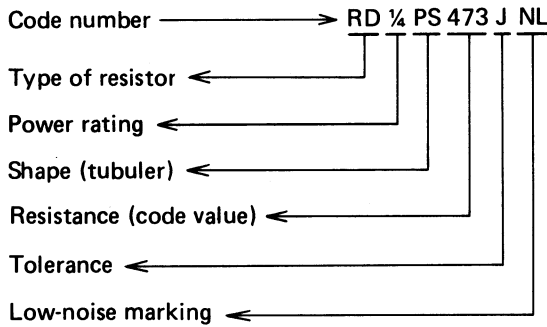 Code number RD ¼ PS 473 J NL
Type of resistor
Power rating
Shape (tubuler)
Resistance (code value)
Tolerance
Low-noise marking